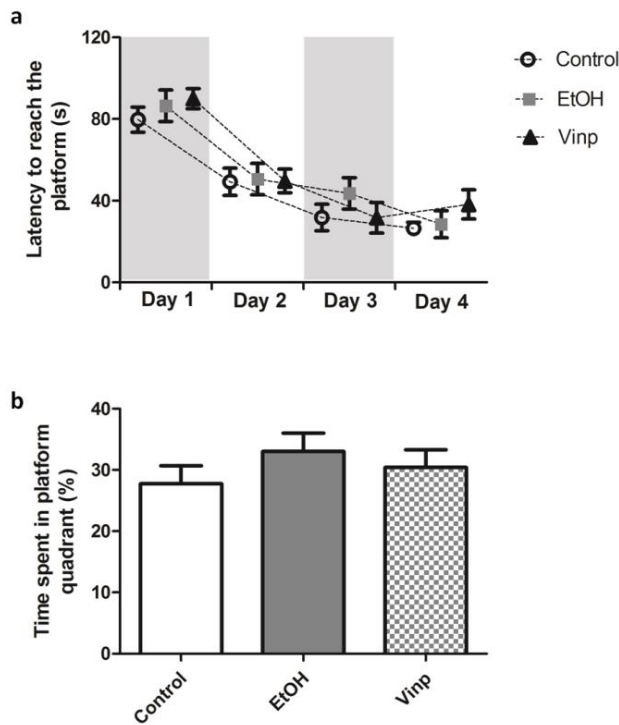 a
120
80
40
0
Latency to reach the
platform (s)
Day 1 Day 2 Day 3 Day 4
Control
EtOH
Vinp
b
40
30
20
10
0
Time spent in platform
quadrant (%)
Control
EtOH
Vinp